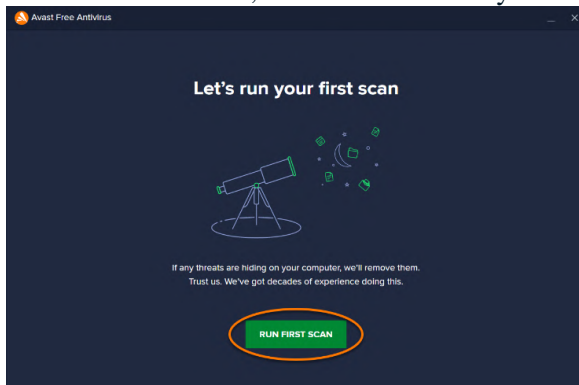 Avast Free Antivirus
Let's run your first scan
If any threats are hiding on your computer, we'll remove them.
Trust us. We've got decades of experience doing this.
RUN FIRST SCAN